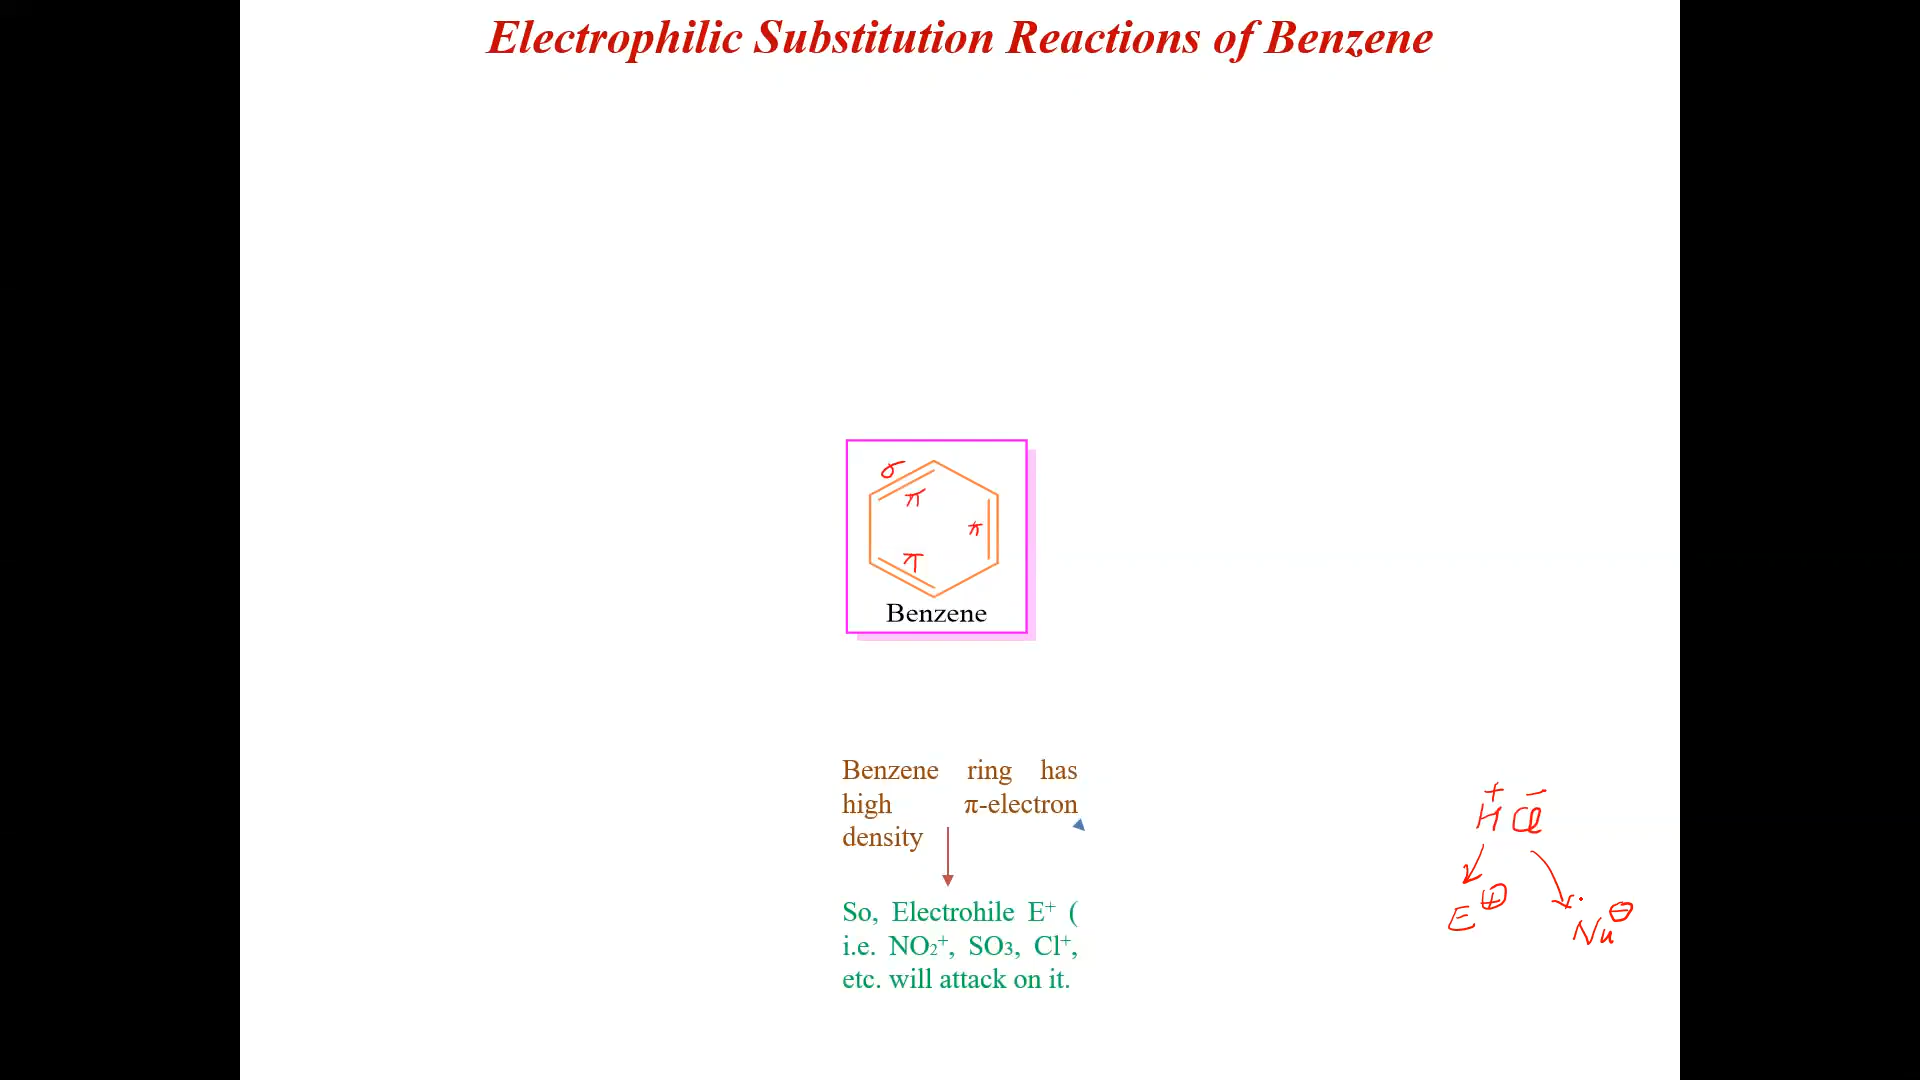 Electrophilic Substitution Reactions of Benzene
σ
π
π
π
Benzene
Benzene ring has
high π-electron
density
So, Electrohile E⁺ (
i.e. NO₂⁺, SO₃, Cl⁺,
etc. will attack on it.
+ −
H Cl
E⊕ Nu⊖